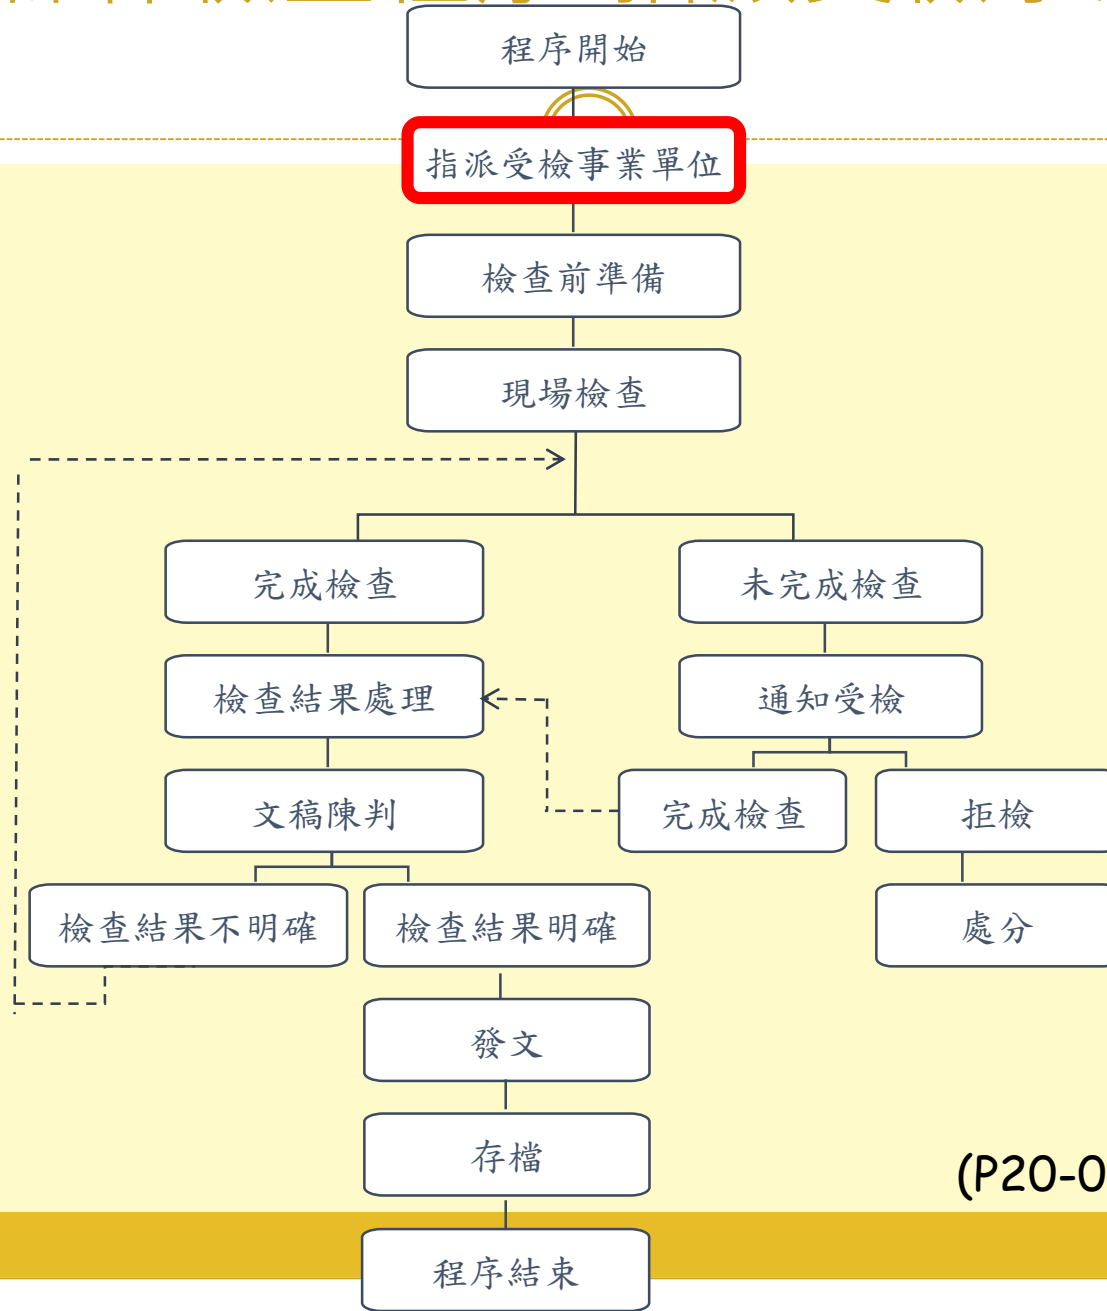 程序開始
指派受檢事業單位
檢查前準備
現場檢查
完成檢查
未完成檢查
檢查結果處理
通知受檢
文稿陳判
完成檢查
拒檢
檢查結果不明確
檢查結果明確
處分
發文
存檔
(P20-0
程序結束